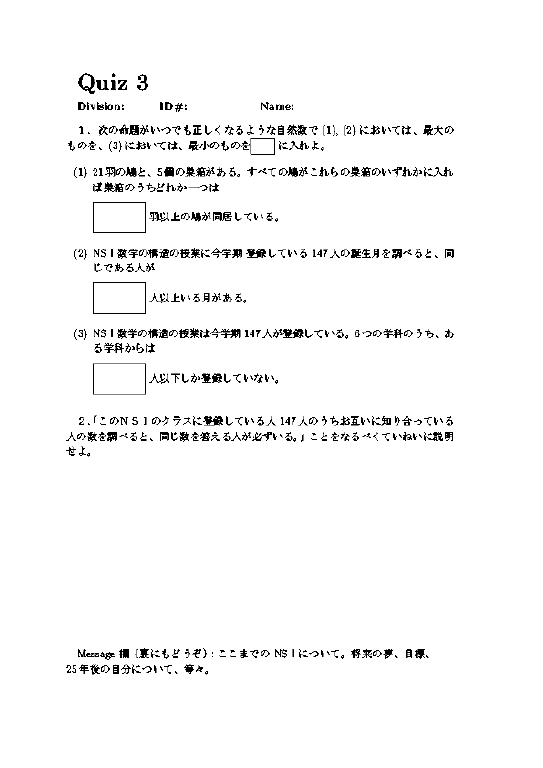 Quiz 3
Division: ID#: Name:
1. 次の命題がいつでも正しくなるような自然数で (1), (2) においては、最大の
ものを、(3) においては、最小のものを に入れよ。
(1) 21羽の鳩と、5個の巣箱がある。すべての鳩がこれらの巣箱のいずれかに入れ
ば巣箱のうちどれか一つは
羽以上の鳩が同居している。
(2) NS I 数学の構造の授業に今学期 登録している 147 人の誕生月を調べると、同
じである人が
人以上いる月がある。
(3) NS I 数学の構造の授業は今学期 147 人が登録している。6 つの学科のうち、あ
る学科からは
人以下しか登録していない。
2.「このNSIのクラスに登録している人 147 人のうちお互いに知り合っている
人の数を調べると、同じ数を答える人が必ずいる。」ことをなるべくていねいに説明
せよ。
Message 欄 (裏にもどうぞ):ここまでの NS I について。将来の夢、目標、
25 年後の自分について、等々。